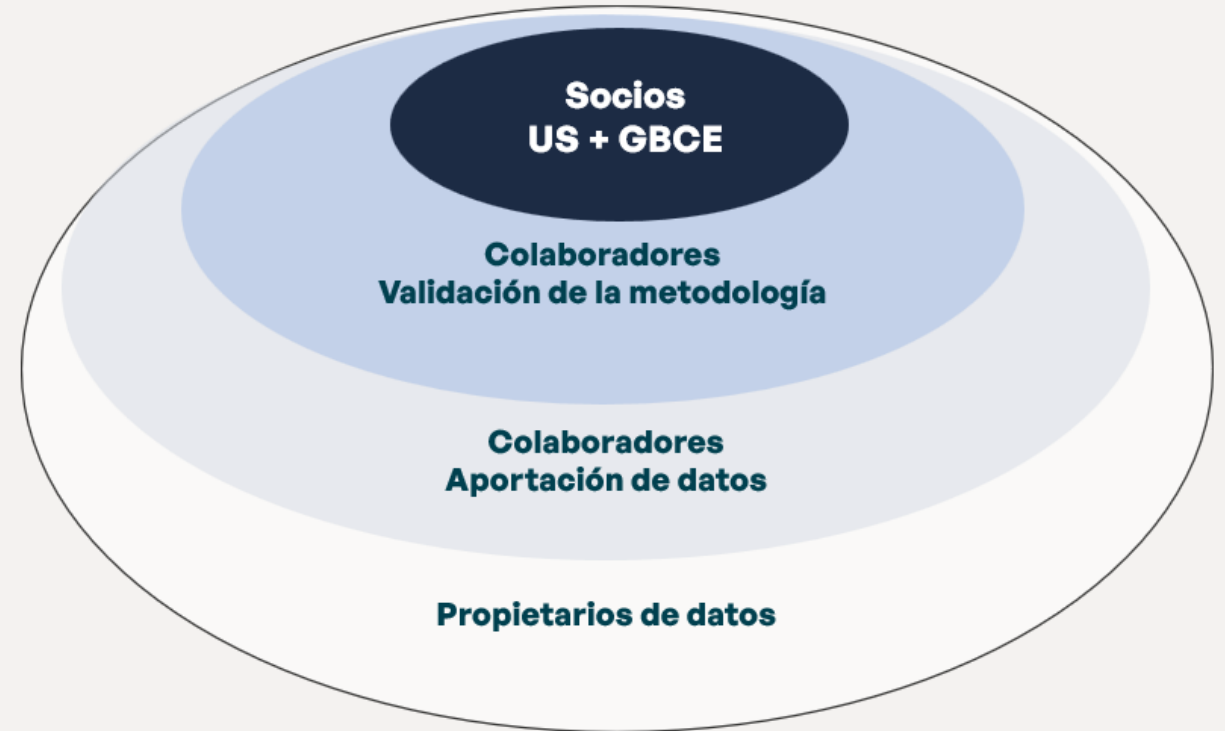 Socios
US + GBCE
Colaboradores
Validación de la metodología
Colaboradores
Aportación de datos
Propietarios de datos